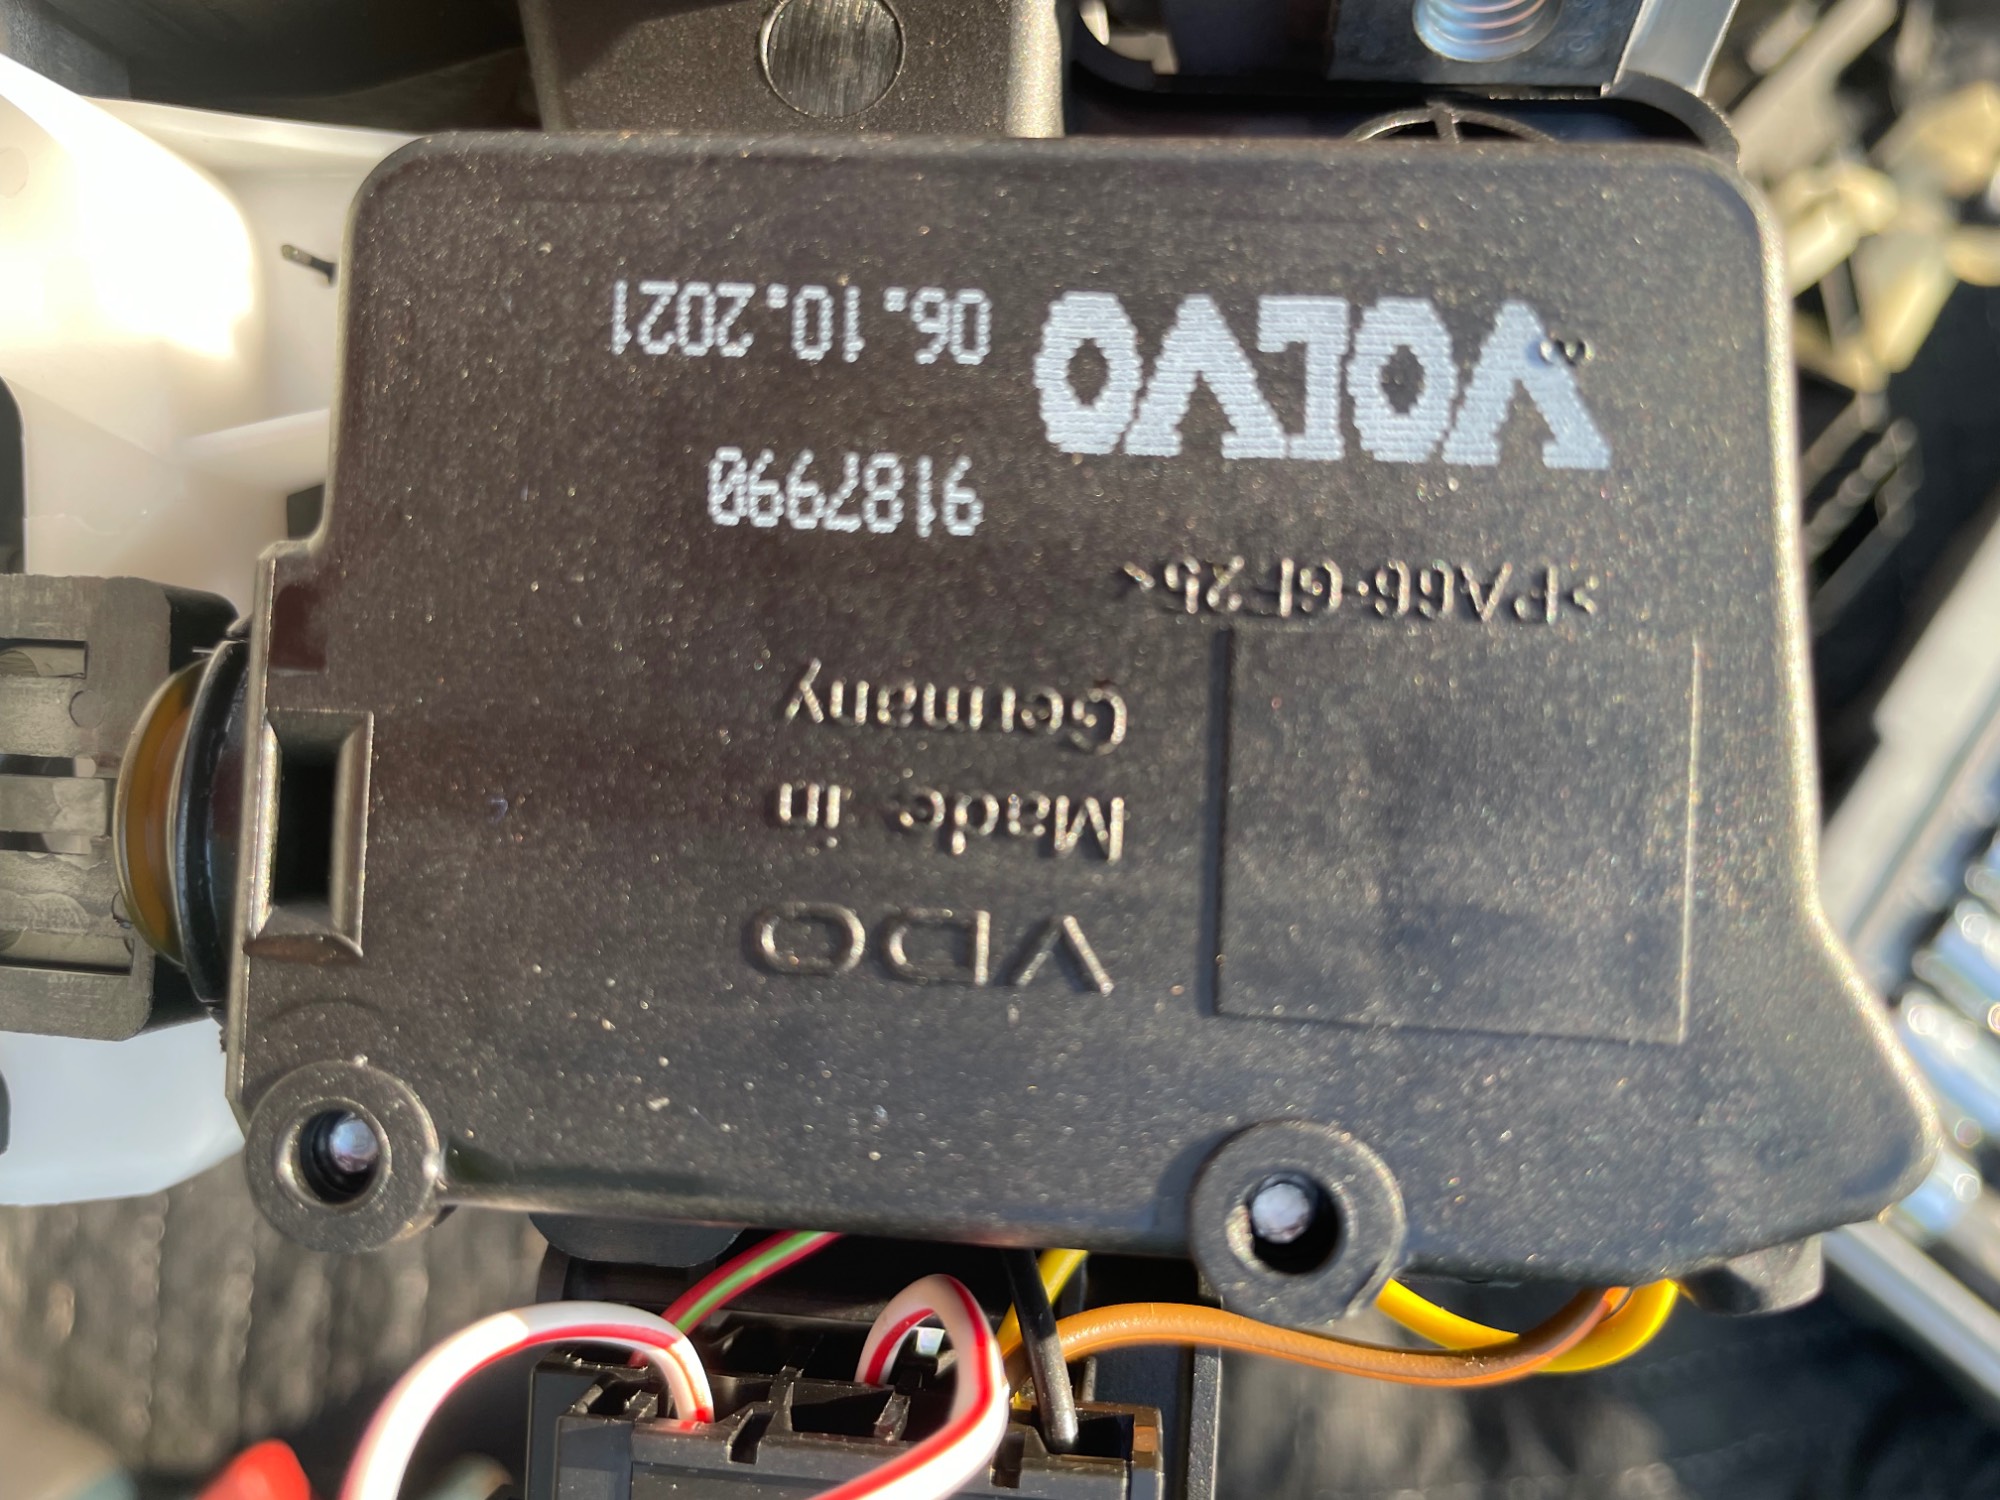 VDO
Made in
Germany
>PA66-GF25<
9187990
VOLVO 06.10.2021